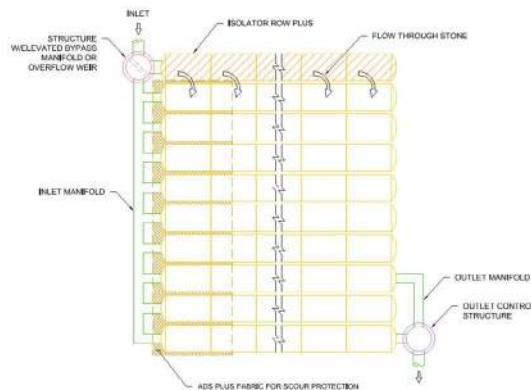 INLET
STRUCTURE
W/ELEVATED BYPASS
MANIFOLD OR
OVERFLOW WEIR
ISOLATOR ROW PLUS
FLOW THROUGH STONE
INLET MANIFOLD
OUTLET MANIFOLD
OUTLET CONTRO
STRUCTURE
ADS PLUS FABRIC FOR SCOUR PROTECTION